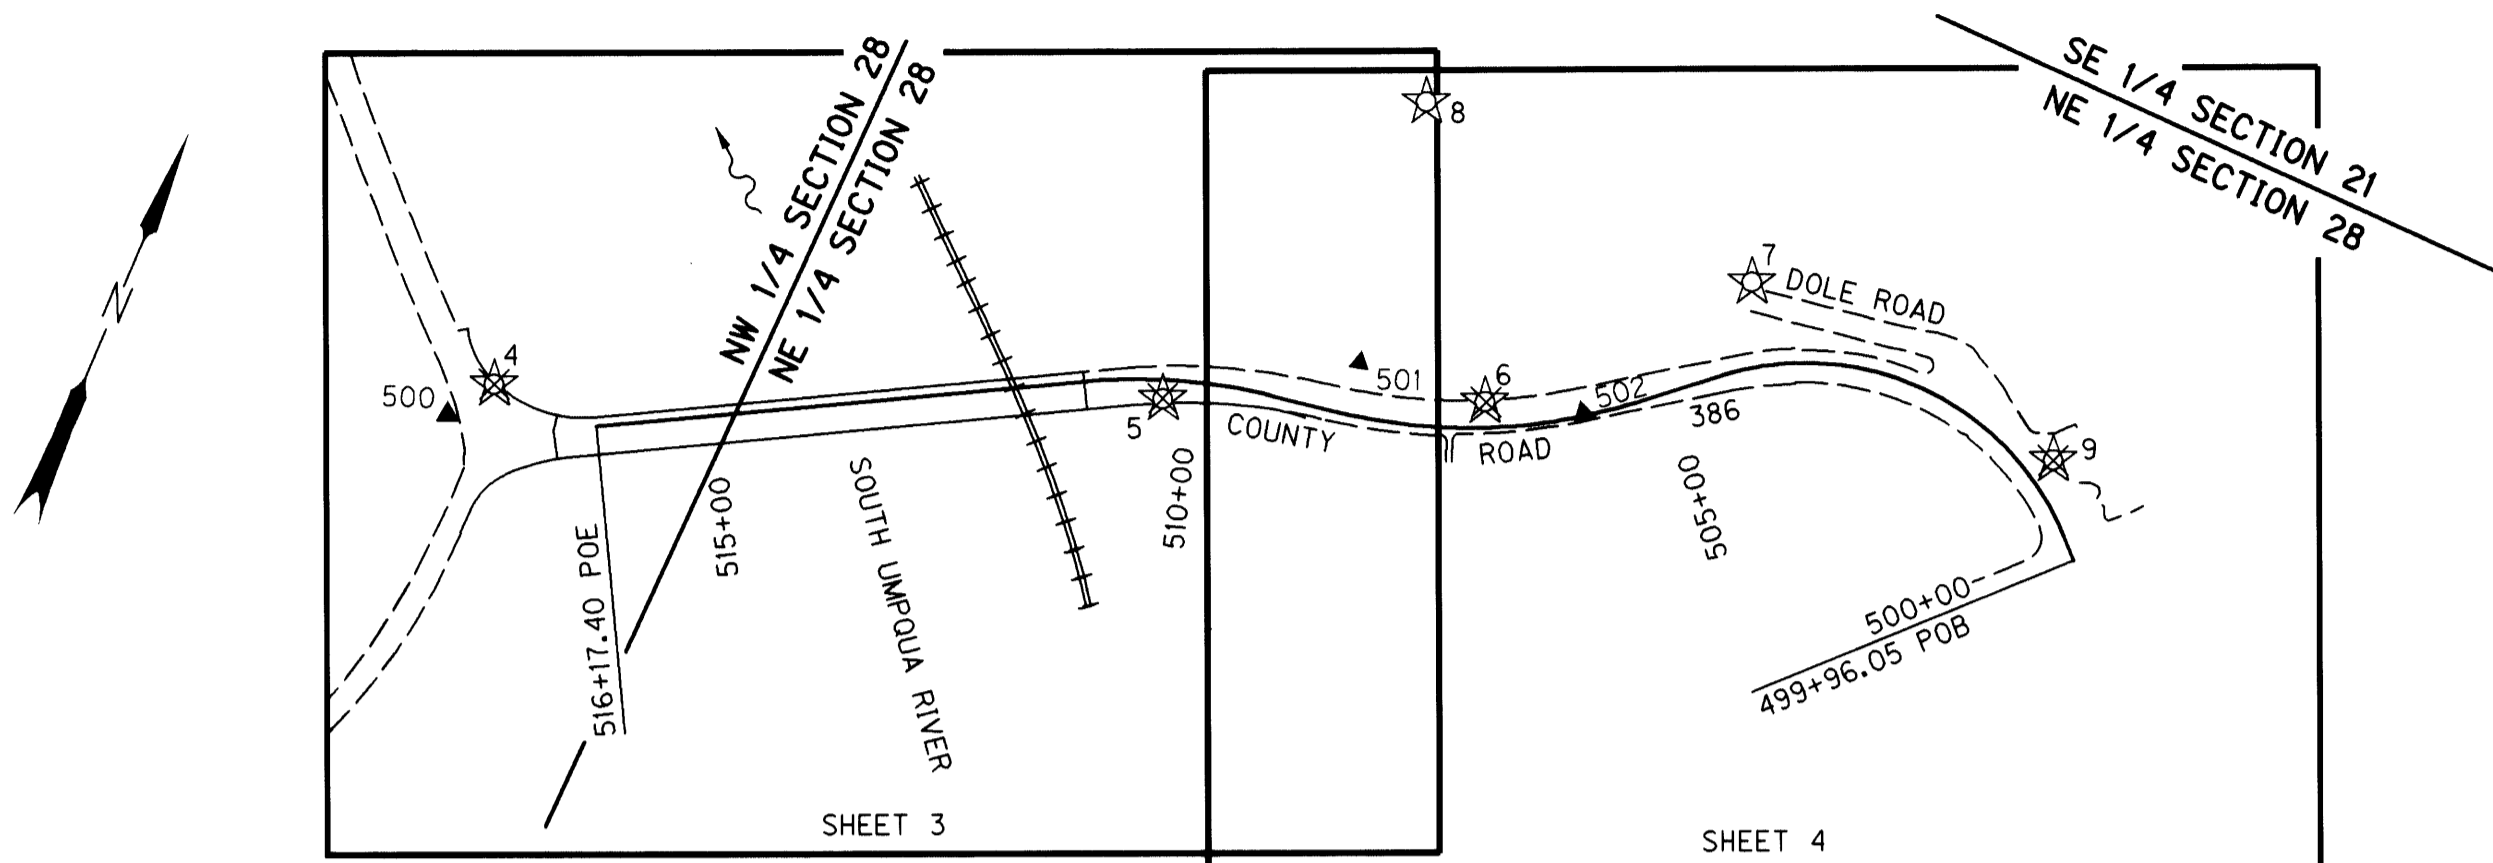 NW 1/4 SECTION 28
NE 1/4 SECTION 28
SE 1/4 SECTION 21
NE 1/4 SECTION 28
N
8
7
DOLE ROAD
4
500
501
6
502
386
5
COUNTY
ROAD
9
515+00
510+00
505+00
SOUTH UMPQUA RIVER
516+17.40 POE
500+00
499+96.05 POB
SHEET 3
SHEET 4